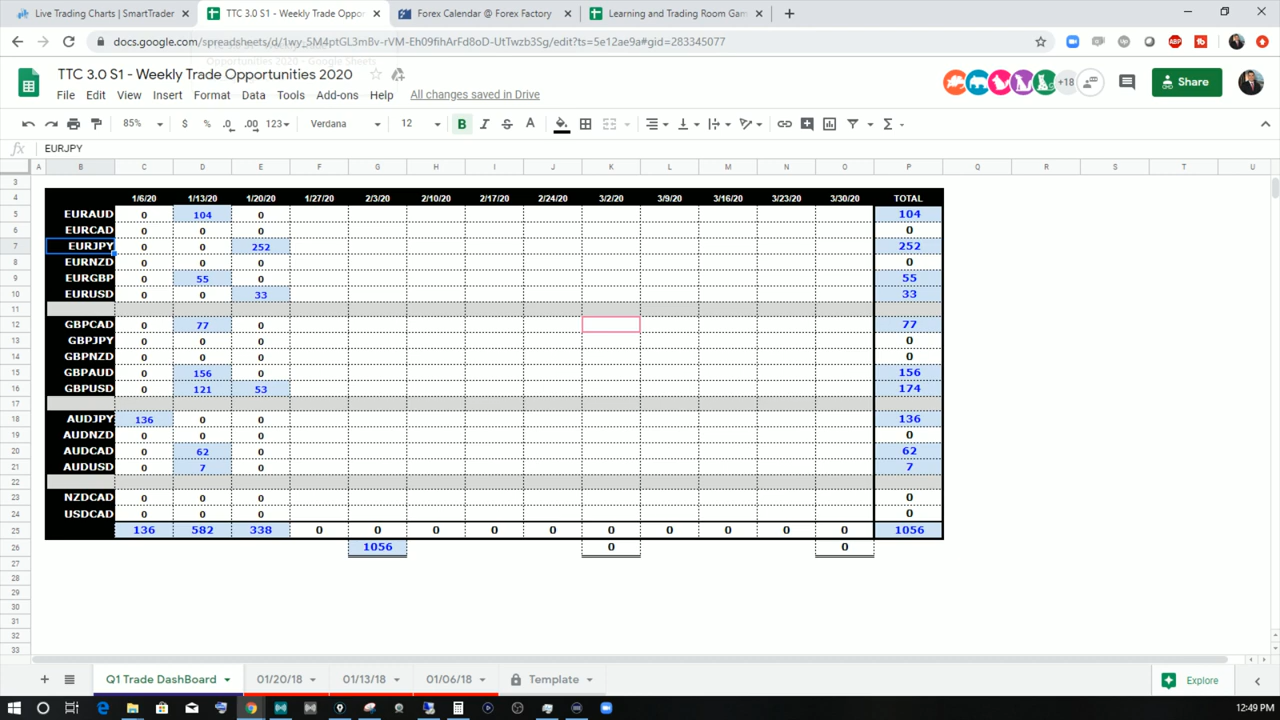 Live Trading Charts | SmartTrader
TTC 3.0 S1 - Weekly Trade Oppor
Forex Calendar @ Forex Factory
Learning and Trading Room Gam
docs.google.com/spreadsheets/d/1wy-SM4ptGL3mBv-rVM-Eh09fihArFd8oD-UtTwzb3Sg/edit?ts=5e12ae9a#gid=283345077
ABP
Opportunities 2020 - Google Sheets
TTC 3.0 S1 - Weekly Trade Opportunities 2020
File Edit View Insert Format Data Tools Add-ons Help All changes saved in Drive
+18
Share
85% $ % .0 .00 123 Verdana 12 B I S A
fx EURJPY
A B C D E F G H I J K L M N O P Q R S T U
3
4 1/6/20 1/13/20 1/20/20 1/27/20 2/3/20 2/10/20 2/17/20 2/24/20 3/2/20 3/9/20 3/16/20 3/23/20 3/30/20 TOTAL
5 EURAUD 0 104 0 104
6 EURCAD 0 0 0 0
7 EURJPY 0 0 252 252
8 EURNZD 0 0 0 0
9 EURGBP 0 55 0 55
10 EURUSD 0 0 33 33
11
12 GBPCAD 0 77 0 77
13 GBPJPY 0 0 0 0
14 GBPNZD 0 0 0 0
15 GBPAUD 0 156 0 156
16 GBPUSD 0 121 53 174
17
18 AUDJPY 136 0 0 136
19 AUDNZD 0 0 0 0
20 AUDCAD 0 62 0 62
21 AUDUSD 0 7 0 7
22
23 NZDCAD 0 0 0 0
24 USDCAD 0 0 0 0
25 136 582 338 0 0 0 0 0 0 0 0 0 0 1056
26 1056 0 0
27
28
29
30
31
32
33
Q1 Trade DashBoard 01/20/18 01/13/18 01/06/18 Template
Explore
12:49 PM